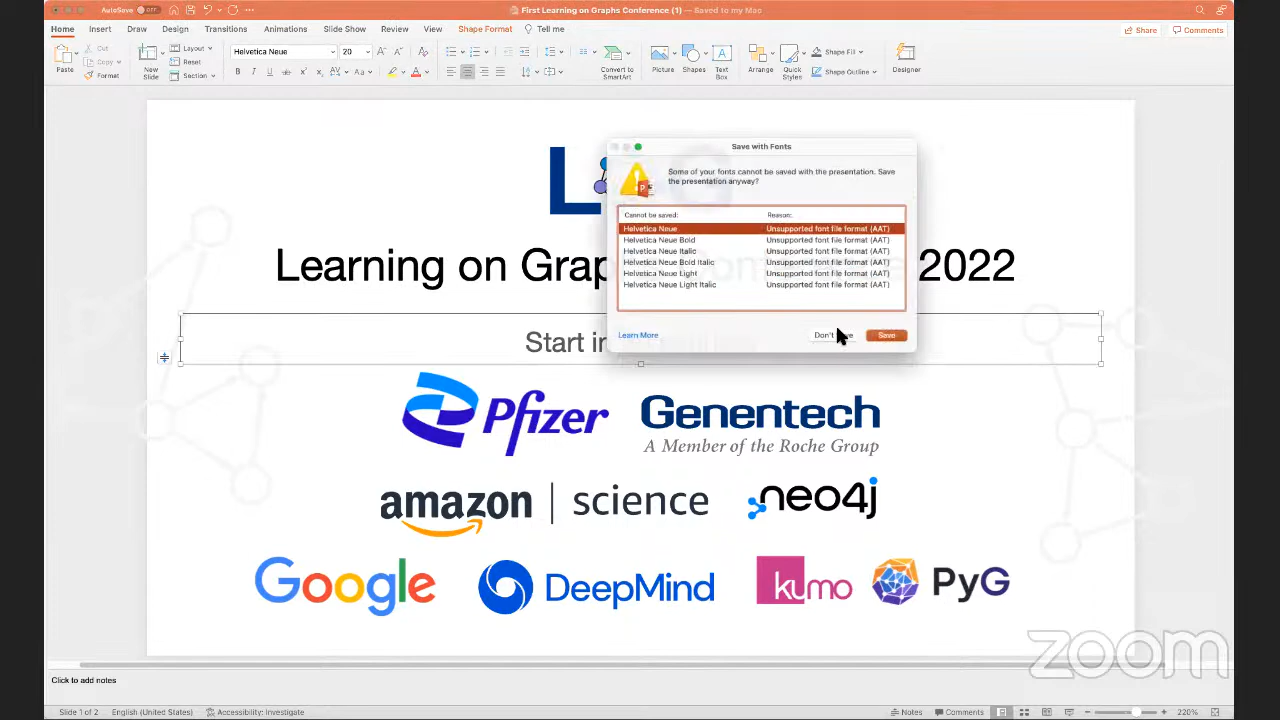 AutoSave OFF
First Learning on Graphs Conference (1) — Saved to my Mac
Home Insert Draw Design Transitions Animations Slide Show Review View Shape Format Tell me
Share Comments
Paste
Cut
Copy
Format
New Slide
Layout
Reset
Section
Helvetica Neue 20
Convert to SmartArt
Picture
Shapes
Text Box
Arrange
Quick Styles
Shape Fill
Shape Outline
Designer
Save with Fonts
Some of your fonts cannot be saved with the presentation. Save
the presentation anyway?
Cannot be saved: Reason:
Helvetica Neue Unsupported font file format (AAT)
Helvetica Neue Bold Unsupported font file format (AAT)
Helvetica Neue Italic Unsupported font file format (AAT)
Helvetica Neue Bold Italic Unsupported font file format (AAT)
Helvetica Neue Light Unsupported font file format (AAT)
Helvetica Neue Light Italic Unsupported font file format (AAT)
Learn More Save
Learning on 2022
Start
Pfizer Genentech
A Member of the Roche Group
amazon | science neo4j
Google DeepMind kumo PyG
zoom
Click to add notes
Slide 1 of 2 English (United States) Accessibility: Investigate Notes Comments 220%